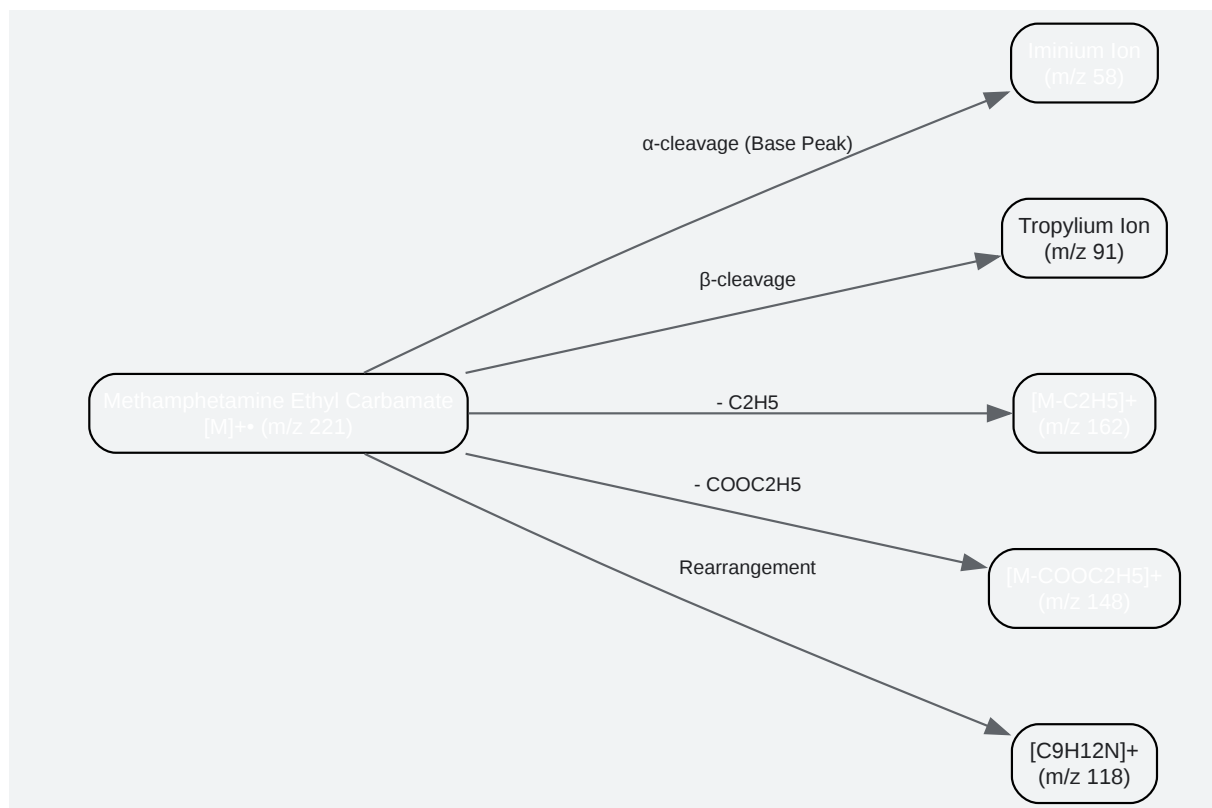 Iminium Ion
(m/z 58)
α-cleavage (Base Peak)
Tropylium Ion
(m/z 91)
β-cleavage
Methamphetamine Ethyl Carbamate
[M]+• (m/z 221)
- C2H5
[M-C2H5]+
(m/z 162)
- COOC2H5
[M-COOC2H5]+
(m/z 148)
Rearrangement
[C9H12N]+
(m/z 118)